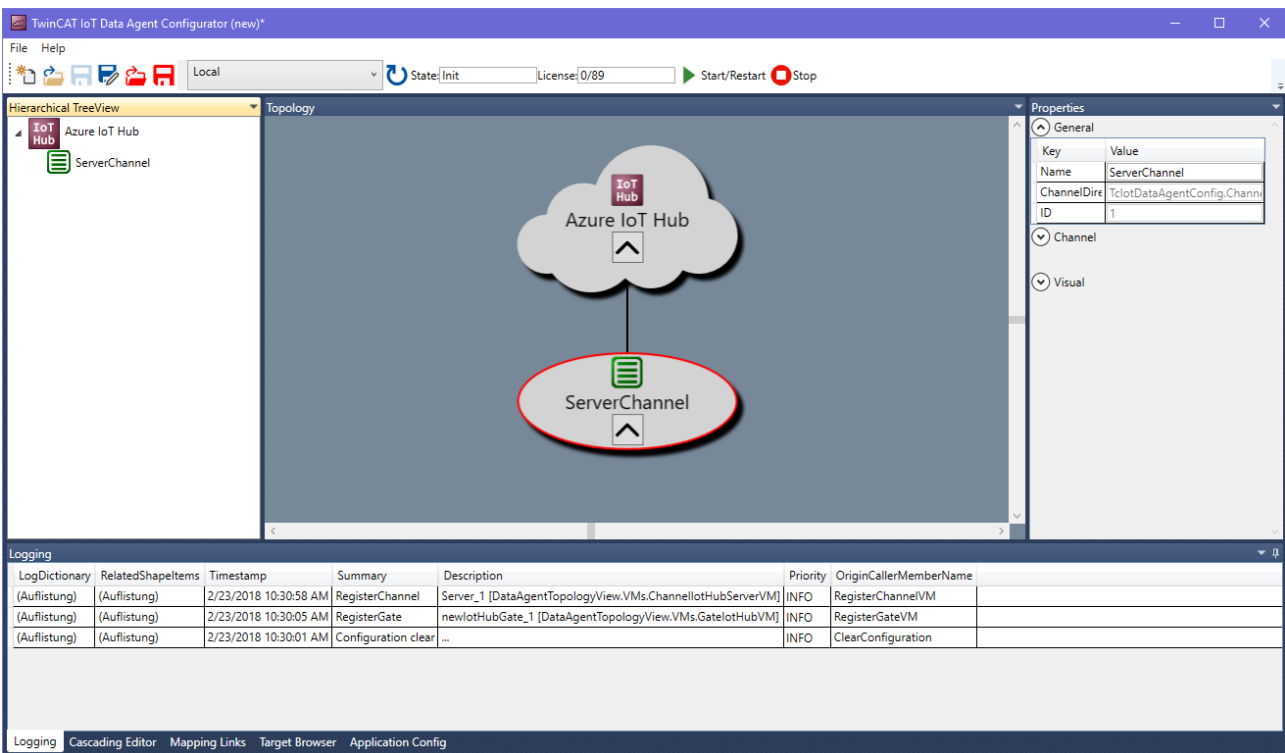 TwinCAT IoT Data Agent Configurator (new)*
File Help
Local State: Init License: 0/89 Start/Restart Stop
Hierarchical TreeView
IoT Hub Azure IoT Hub
ServerChannel
Topology
IoT
Hub
Azure IoT Hub
ServerChannel
Properties
General
Key Value
Name ServerChannel
ChannelDire TcIotDataAgentConfig.Channe
ID 1
Channel
Visual
Logging
LogDictionary RelatedShapeItems Timestamp Summary Description Priority OriginCallerMemberName
(Auflistung) (Auflistung) 2/23/2018 10:30:58 AM RegisterChannel Server_1 [DataAgentTopologyView.VMs.ChannelIotHubServerVM] INFO RegisterChannelVM
(Auflistung) (Auflistung) 2/23/2018 10:30:05 AM RegisterGate newIotHubGate_1 [DataAgentTopologyView.VMs.GateIotHubVM] INFO RegisterGateVM
(Auflistung) (Auflistung) 2/23/2018 10:30:01 AM Configuration clear ... INFO ClearConfiguration
Logging Cascading Editor Mapping Links Target Browser Application Config